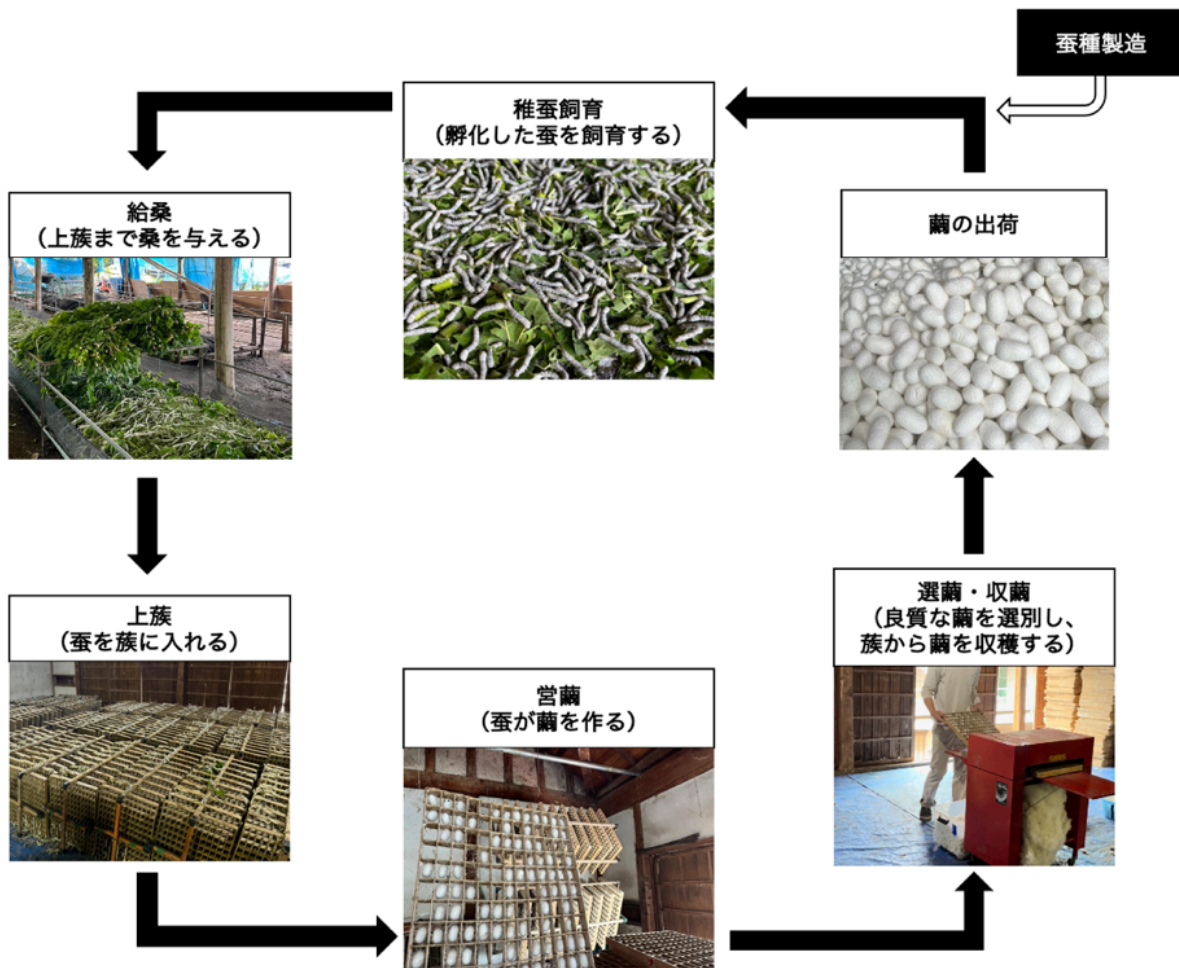 蚕種製造
稚蚕飼育
（孵化した蚕を飼育する）
給桑
（上蔟まで桑を与える）
繭の出荷
上蔟
（蚕を蔟に入れる）
営繭
（蚕が繭を作る）
選繭・収繭
（良質な繭を選別し、
蔟から繭を収穫する）